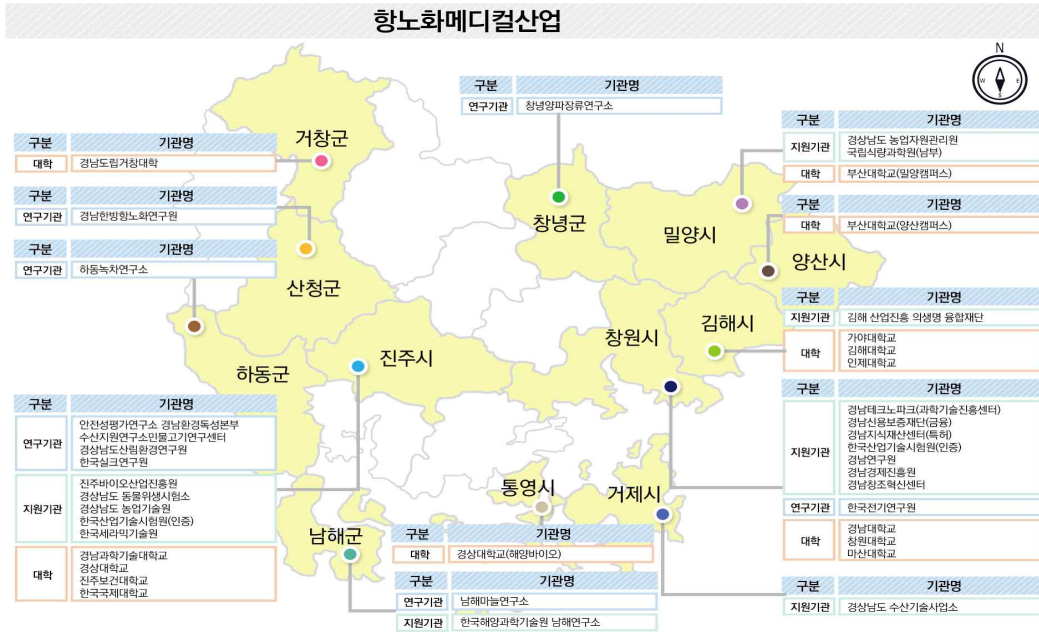 항노화메디컬산업
N
W
E
S
구분 기관명
연구기관 창녕양파장류연구소
구분 기관명
대학 경남도립거창대학
구분 기관명
연구기관 경남한방항노화연구원
구분 기관명
연구기관 하동녹차연구소
구분 기관명
지원기관 경상남도 농업자원관리원
국립식량과학원(남부)
대학 부산대학교(밀양캠퍼스)
구분 기관명
대학 부산대학교(양산캠퍼스)
구분 기관명
지원기관 김해 산업진흥 의생명 융합재단
대학 가야대학교
김해대학교
인제대학교
거창군
산청군
하동군
진주시
창녕군
밀양시
양산시
창원시
김해시
통영시
거제시
남해군
구분 기관명
연구기관 안전성평가연구소 경남환경독성본부
수산지원연구소민물고기연구센터
경상남도산림환경연구원
한국실크연구원
지원기관 진주바이오산업진흥원
경상남도 동물위생시험소
경상남도 농업기술원
한국산업기술시험원(인증)
한국세라믹기술원
대학 경남과학기술대학교
경상대학교
진주보건대학교
한국국제대학교
구분 기관명
지원기관 경남테크노파크(과학기술진흥센터)
경남신용보증재단(금융)
경남지식재산센터(특허)
한국산업기술시험원(인증)
경남연구원
경남경제진흥원
경남창조혁신센터
연구기관 한국전기연구원
대학 경남대학교
창원대학교
마산대학교
구분 기관명
대학 경상대학교(해양바이오)
구분 기관명
연구기관 남해마늘연구소
지원기관 한국해양과학기술원 남해연구소
구분 기관명
지원기관 경상남도 수산기술사업소